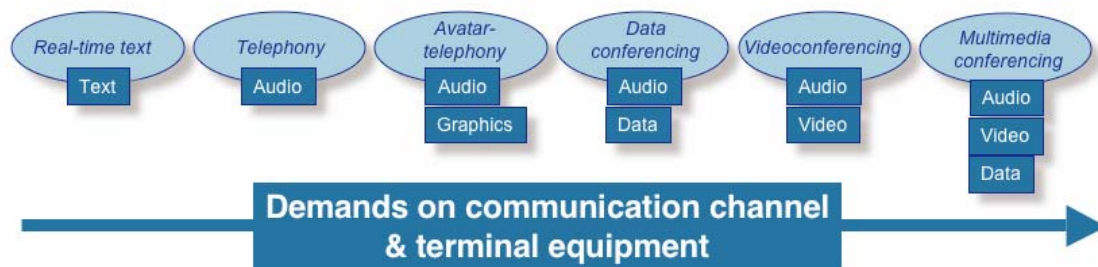 Real-time text
Text
Telephony
Audio
Avatar-
telephony
Audio
Graphics
Data
conferencing
Audio
Data
Videoconferencing
Audio
Video
Multimedia
conferencing
Audio
Video
Data
Demands on communication channel
& terminal equipment